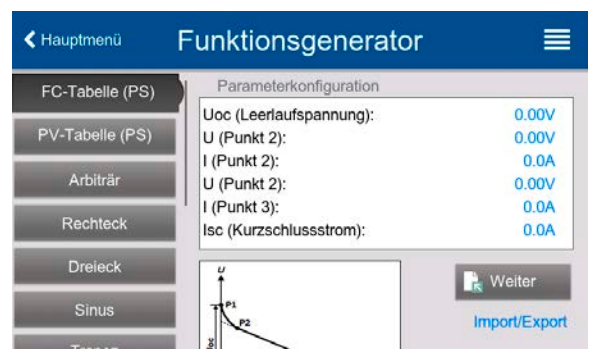 Hauptmenü
Funktionsgenerator
FC-Tabelle (PS)
PV-Tabelle (PS)
Arbiträr
Rechteck
Dreieck
Sinus
Trapez
Parameterkonfiguration
Uoc (Leerlaufspannung): 0.00V
U (Punkt 2): 0.00V
I (Punkt 2): 0.0A
U (Punkt 2): 0.00V
I (Punkt 3): 0.0A
Isc (Kurzschlussstrom): 0.0A
U
P1
P2
Uoc
Weiter
Import/Export